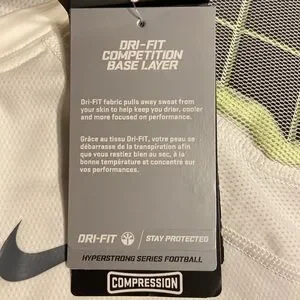 DRI-FIT
COMPETITION
BASE LAYER
Dri-FIT fabric pulls away sweat from
your skin to help keep you drier, cooler
and more focused on performance.
Grâce au tissu Dri-FIT, votre peau se
débarrasse de la transpiration afin
que vous restiez bien au sec, à la
bonne température et concentré sur
vos performances.
DRI-FIT STAY PROTECTED
HYPERSTRONG SERIES FOOTBALL
COMPRESSION